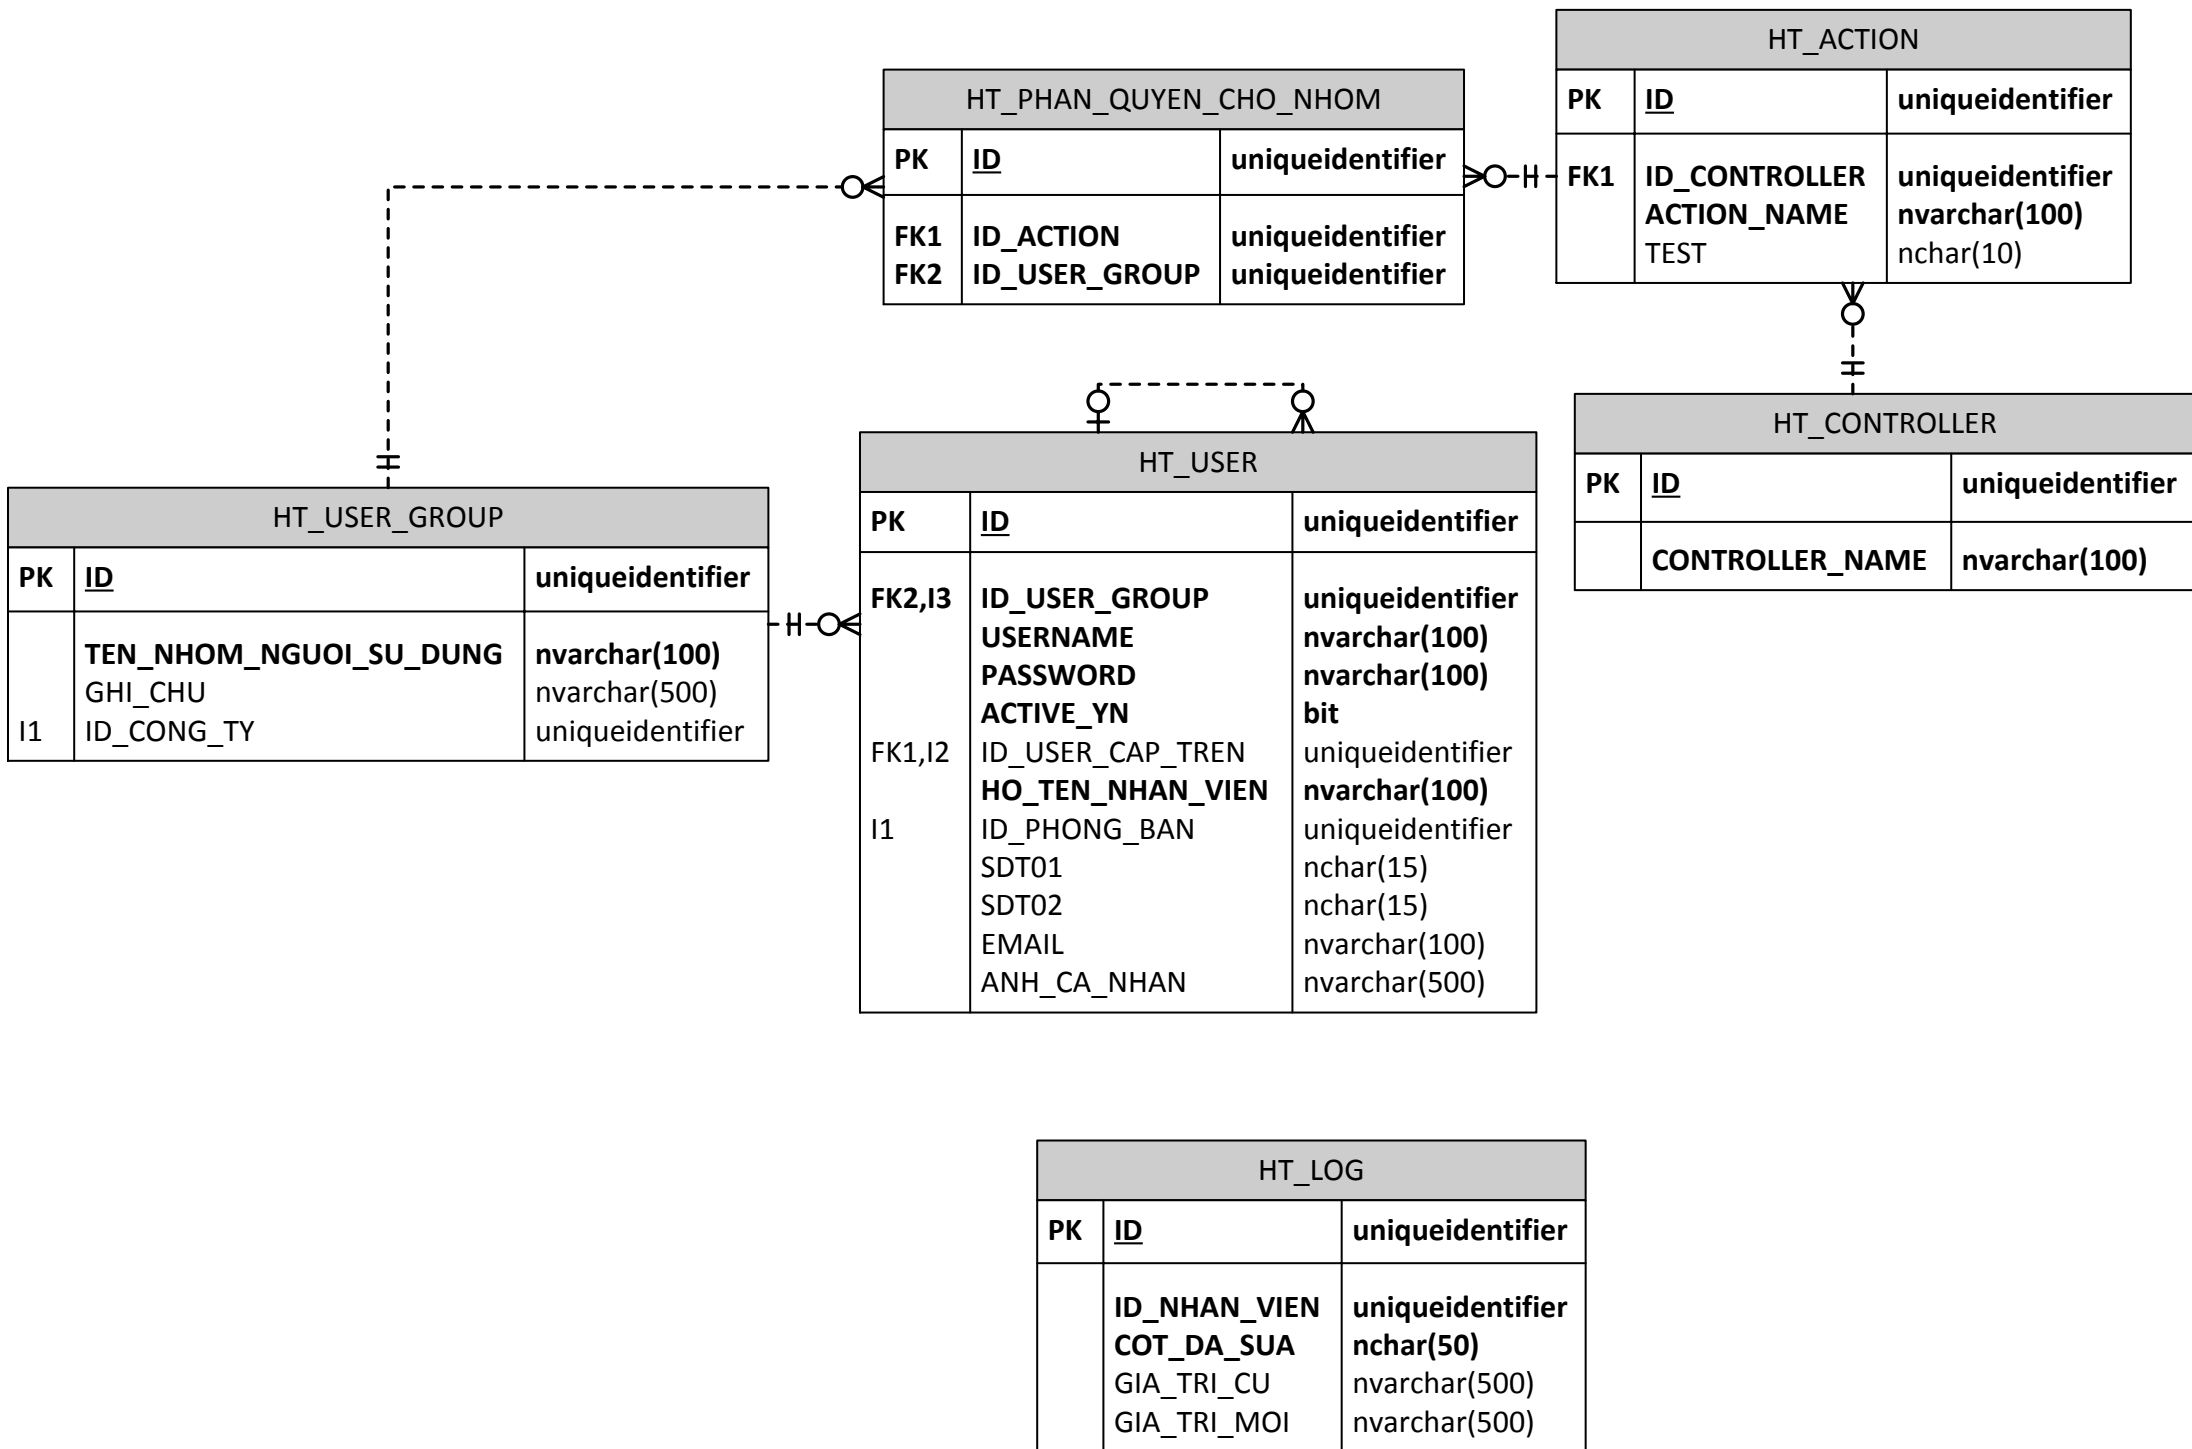 HT_ACTION
PK ID uniqueidentifier
FK1 ID_CONTROLLER uniqueidentifier
ACTION_NAME nvarchar(100)
TEST nchar(10)
HT_PHAN_QUYEN_CHO_NHOM
PK ID uniqueidentifier
FK1 ID_ACTION uniqueidentifier
FK2 ID_USER_GROUP uniqueidentifier
HT_CONTROLLER
PK ID uniqueidentifier
CONTROLLER_NAME nvarchar(100)
HT_USER_GROUP
PK ID uniqueidentifier
TEN_NHOM_NGUOI_SU_DUNG nvarchar(100)
GHI_CHU nvarchar(500)
I1 ID_CONG_TY uniqueidentifier
HT_USER
PK ID uniqueidentifier
FK2,I3 ID_USER_GROUP uniqueidentifier
USERNAME nvarchar(100)
PASSWORD nvarchar(100)
ACTIVE_YN bit
FK1,I2 ID_USER_CAP_TREN uniqueidentifier
HO_TEN_NHAN_VIEN nvarchar(100)
I1 ID_PHONG_BAN uniqueidentifier
SDT01 nchar(15)
SDT02 nchar(15)
EMAIL nvarchar(100)
ANH_CA_NHAN nvarchar(500)
HT_LOG
PK ID uniqueidentifier
ID_NHAN_VIEN uniqueidentifier
COT_DA_SUA nchar(50)
GIA_TRI_CU nvarchar(500)
GIA_TRI_MOI nvarchar(500)